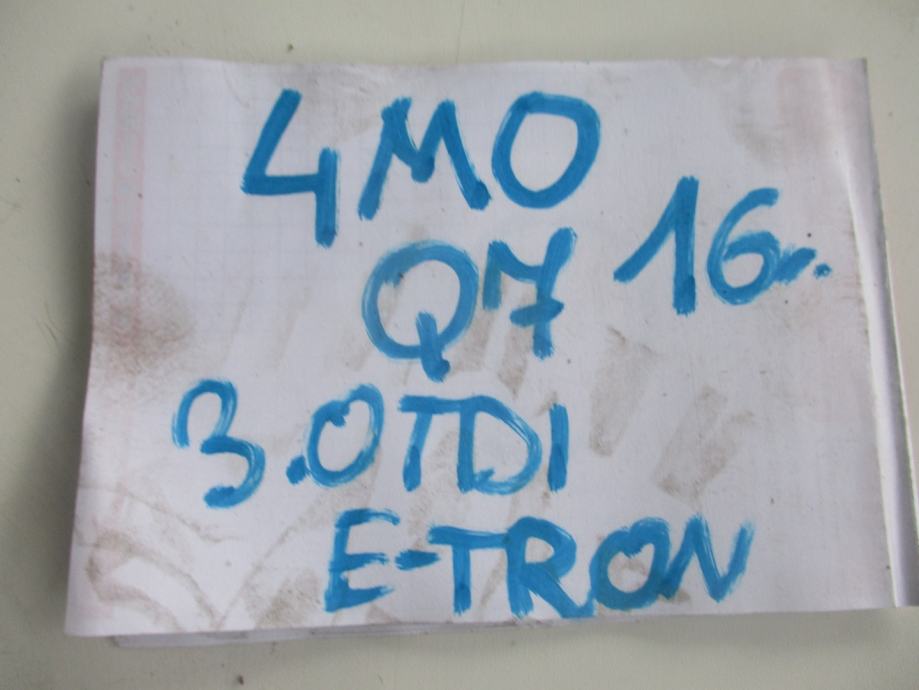 4MO
Q7 16..
3.0TDI
E-TRON